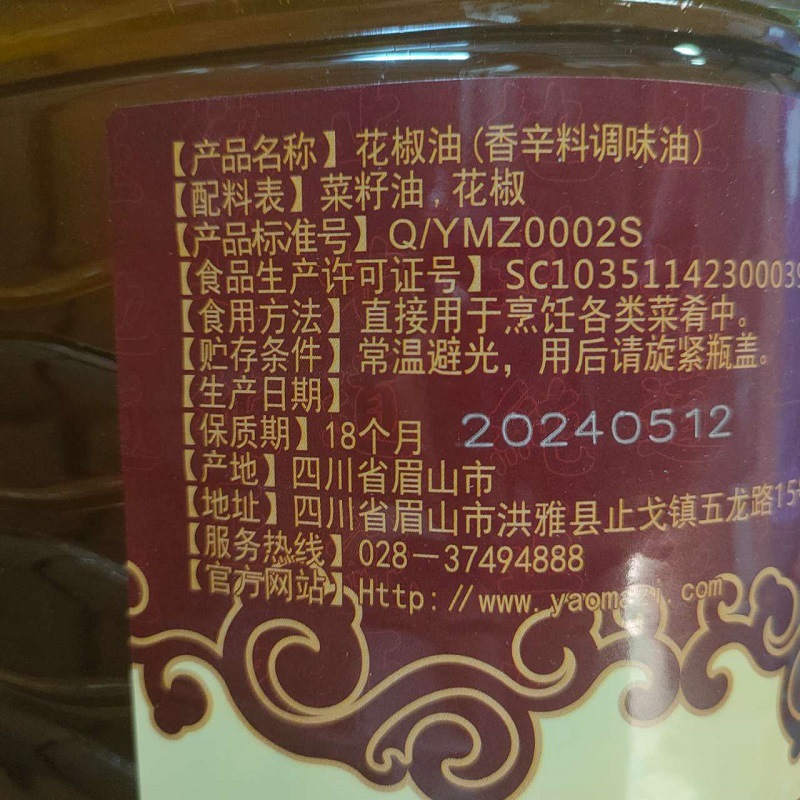 【产品名称】花椒油(香辛料调味油)
【配料表】菜籽油,花椒
【产品标准号】Q/YMZ0002S
【食品生产许可证号】SC10351142300039
【食用方法】直接用于烹饪各类菜肴中。
【贮存条件】常温避光，用后请旋紧瓶盖。
【生产日期】
【保质期】18个月 20240512
【产地】四川省眉山市
【地址】四川省眉山市洪雅县止戈镇五龙路15号
【服务热线】028-37494888
【官方网站】Http://www.yaomazi.com